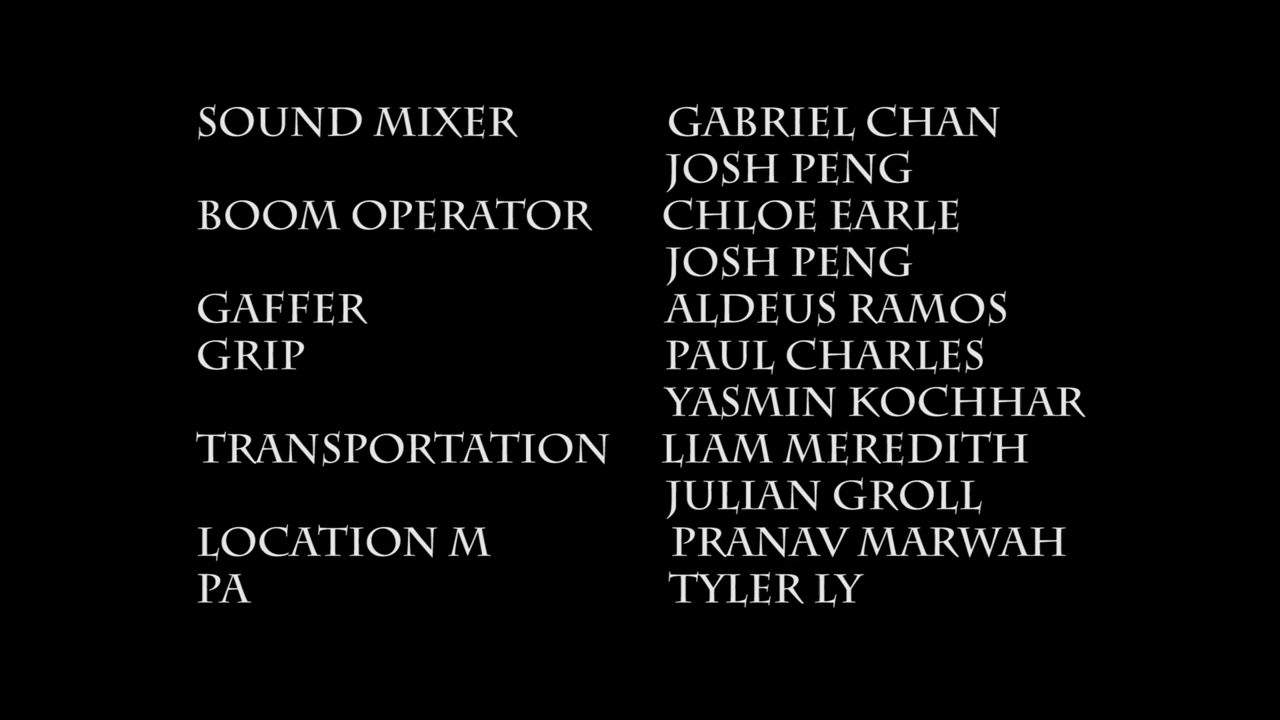 SOUND MIXER GABRIEL CHAN
JOSH PENG
BOOM OPERATOR CHLOE EARLE
JOSH PENG
GAFFER ALDEUS RAMOS
GRIP PAUL CHARLES
YASMIN KOCHHAR
TRANSPORTATION LIAM MEREDITH
JULIAN GROLL
LOCATION M PRANAV MARWAH
PA TYLER LY